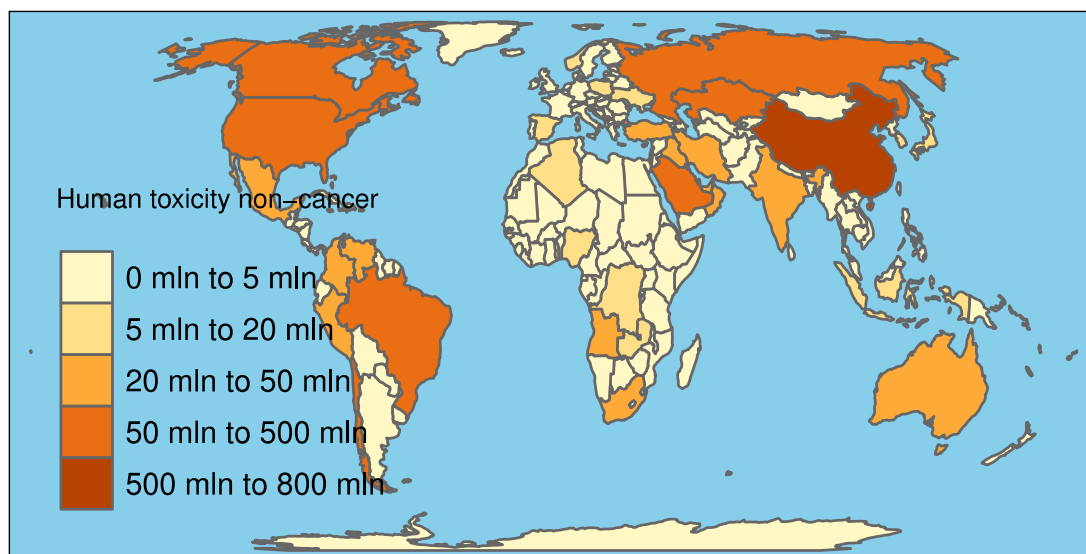 Human toxicity non−cancer
0 mln to 5 mln
5 mln to 20 mln
20 mln to 50 mln
50 mln to 500 mln
500 mln to 800 mln